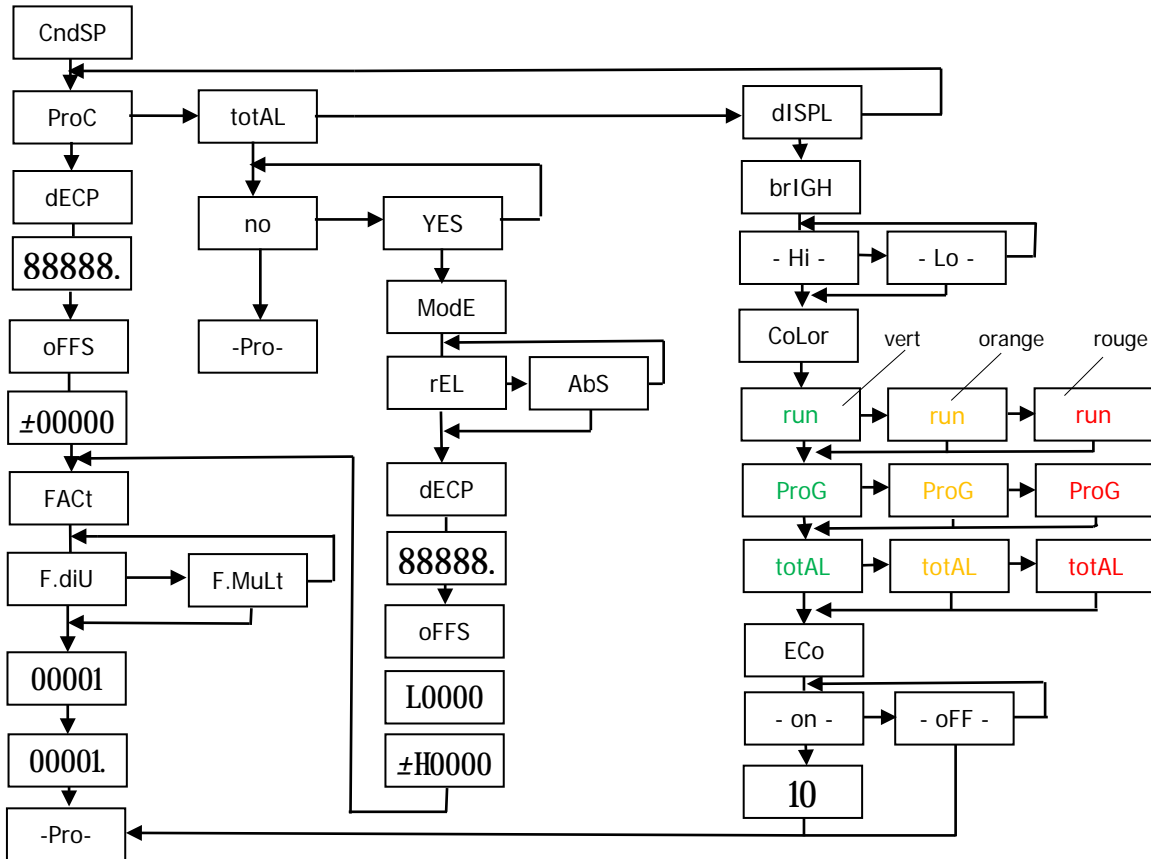 CndSP
ProC
totAL
dISPL
dECP
88888.
oFFS
±00000
FACt
F.diU
F.MuLt
00001
00001.
-Pro-
no
YES
-Pro-
ModE
rEL
AbS
dECP
88888.
oFFS
L0000
±H0000
brIGH
- Hi -
- Lo -
CoLor
vert
orange
rouge
run
run
run
ProG
ProG
ProG
totAL
totAL
totAL
ECo
- on -
- oFF -
10